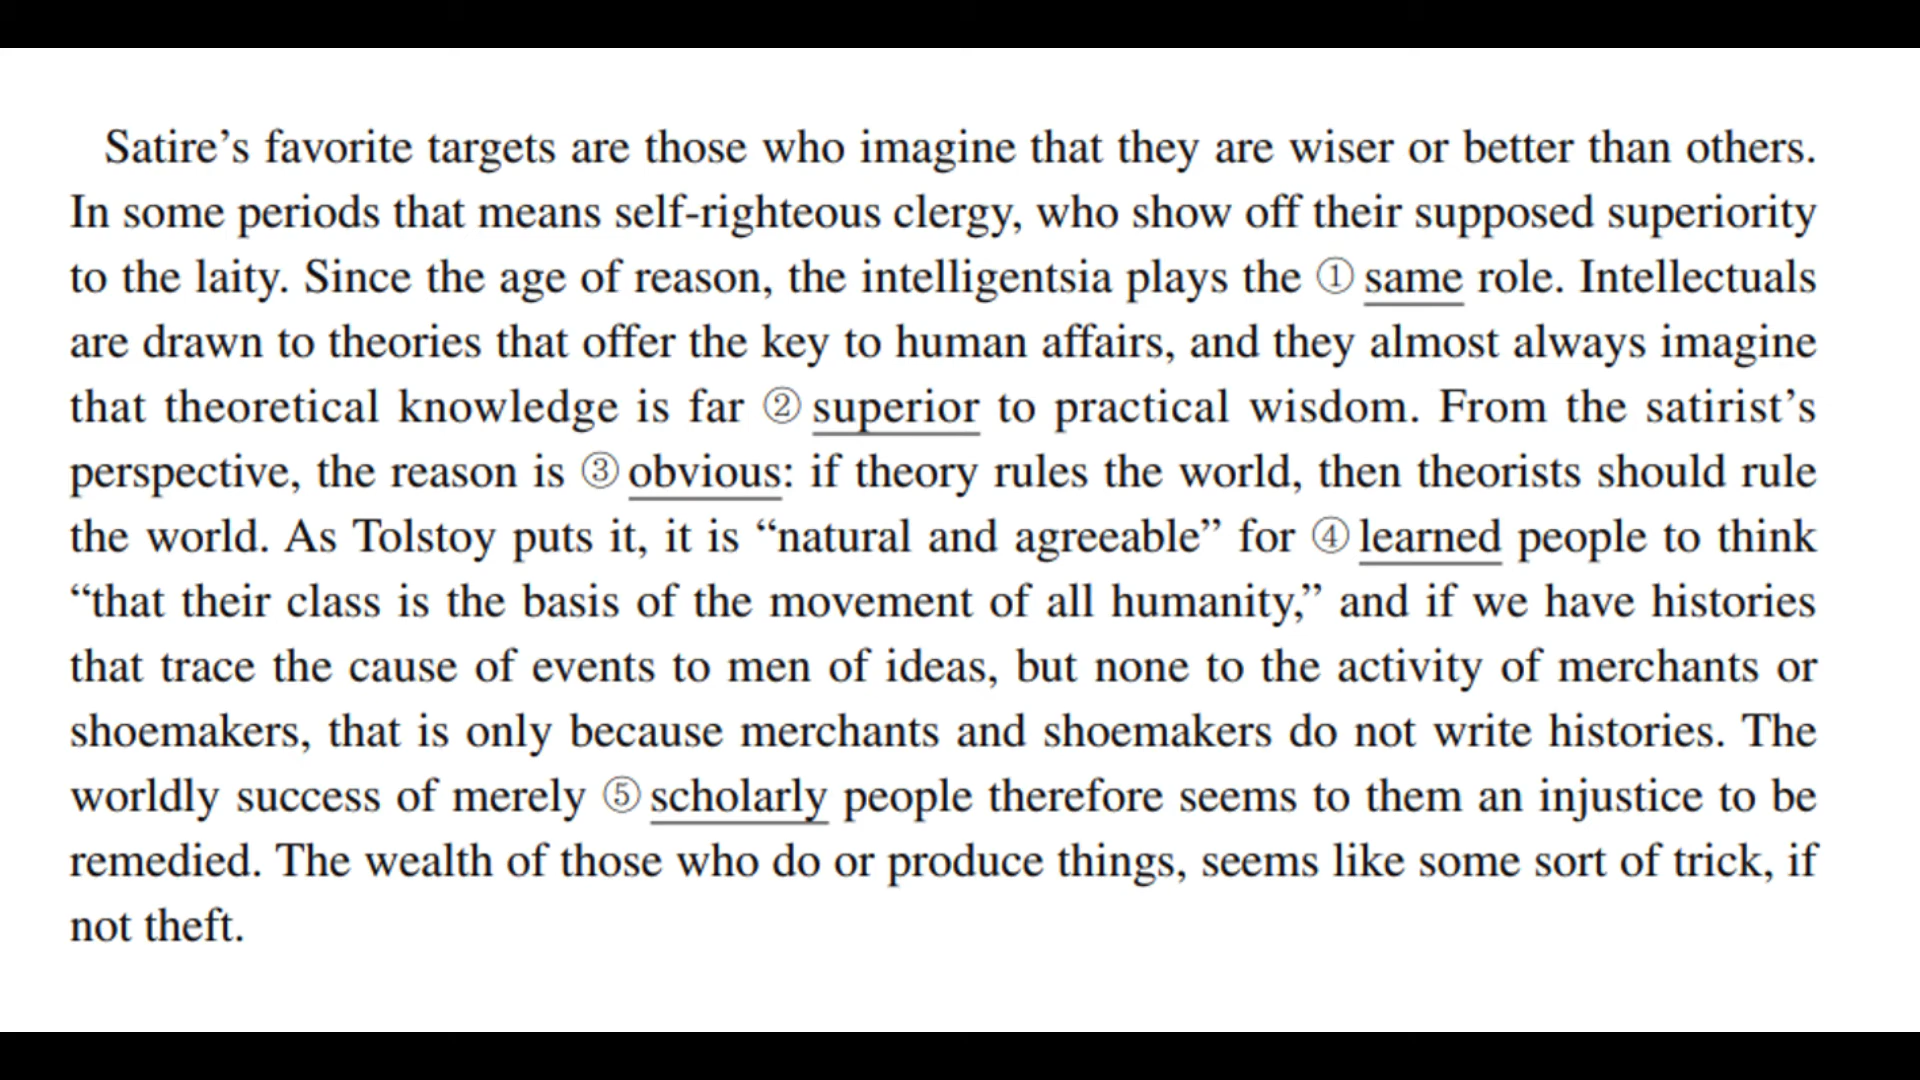 Satire’s favorite targets are those who imagine that they are wiser or better than others.
In some periods that means self-righteous clergy, who show off their supposed superiority
to the laity. Since the age of reason, the intelligentsia plays the ① same role. Intellectuals
are drawn to theories that offer the key to human affairs, and they almost always imagine
that theoretical knowledge is far ② superior to practical wisdom. From the satirist’s
perspective, the reason is ③ obvious: if theory rules the world, then theorists should rule
the world. As Tolstoy puts it, it is “natural and agreeable” for ④ learned people to think
“that their class is the basis of the movement of all humanity,” and if we have histories
that trace the cause of events to men of ideas, but none to the activity of merchants or
shoemakers, that is only because merchants and shoemakers do not write histories. The
worldly success of merely ⑤ scholarly people therefore seems to them an injustice to be
remedied. The wealth of those who do or produce things, seems like some sort of trick, if
not theft.